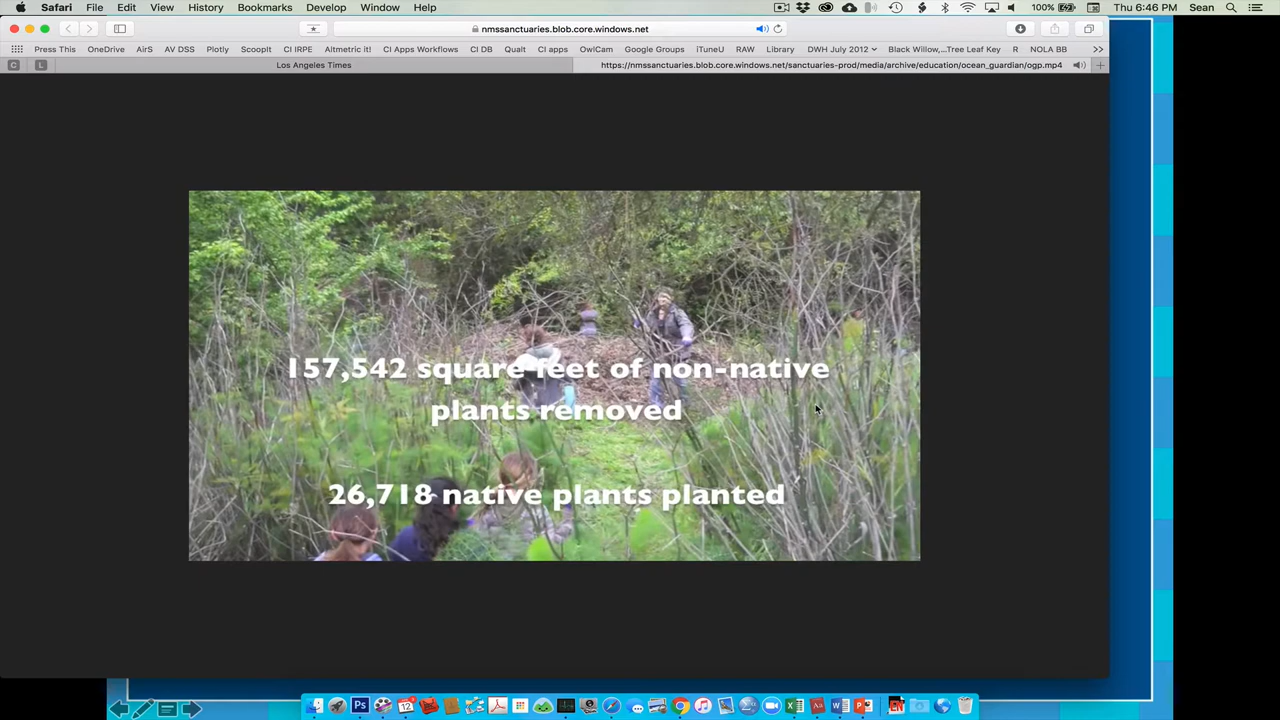 Safari File Edit View History Bookmarks Develop Window Help 100% Thu 6:46 PM Sean
nmssanctuaries.blob.core.windows.net
Press This OneDrive AirS AV DSS Plotly ScoopIt CI IRPE Altmetric it! CI Apps Workflows CI DB Qualt CI apps OwlCam Google Groups iTuneU RAW Library DWH July 2012 Black Willow,...Tree Leaf Key R NOLA BB >>
C L Los Angeles Times https://nmssanctuaries.blob.core.windows.net/sanctuaries-prod/media/archive/education/ocean_guardian/ogp.mp4 +
157,542 square feet of non-native
plants removed
26,718 native plants planted
Ps 12 W